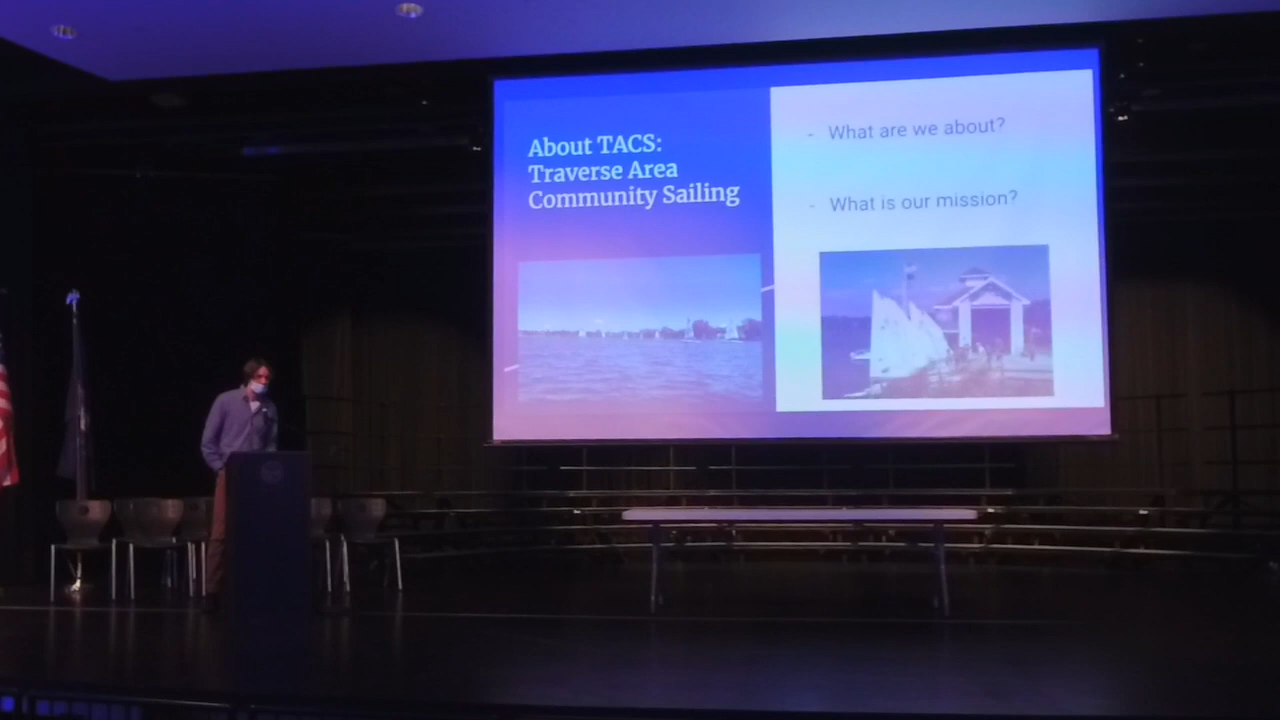 About TACS:
Traverse Area
Community Sailing
- What are we about?
- What is our mission?